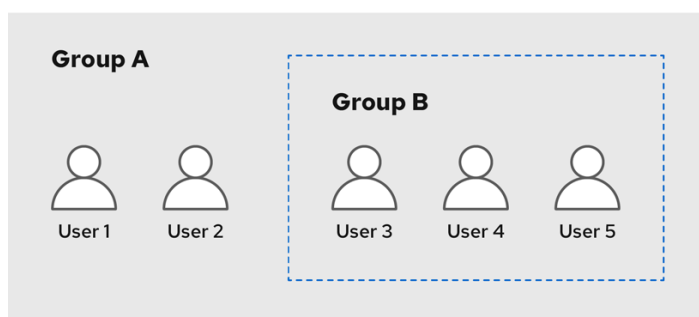 Group A
Group B
User 1
User 2
User 3
User 4
User 5